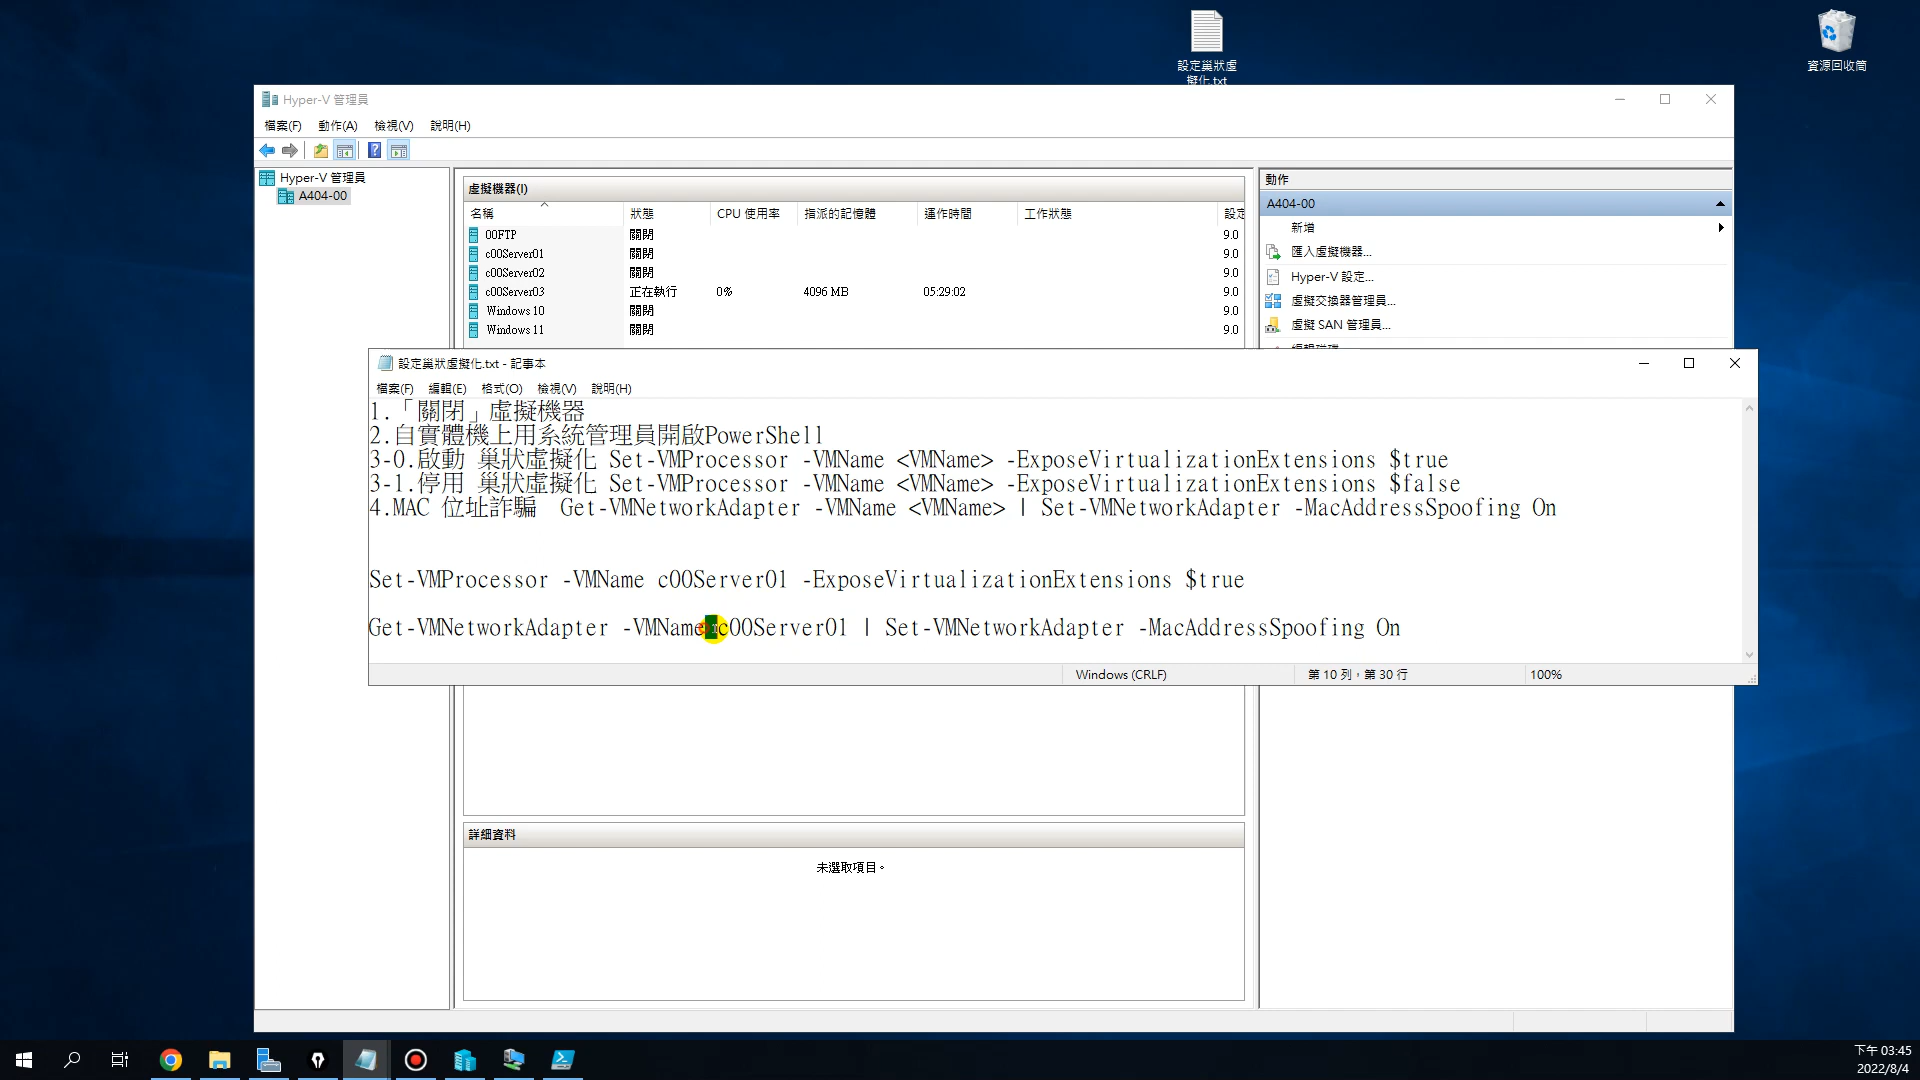 設定巢狀虛
擬化.txt
資源回收筒
Hyper-V 管理員
檔案(F) 動作(A) 檢視(V) 說明(H)
Hyper-V 管理員
A404-00
虛擬機器(I)
名稱 狀態 CPU 使用率 指派的記憶體 運作時間 工作狀態 設定
00FTP 關閉 9.0
c00Server01 關閉 9.0
c00Server02 關閉 9.0
c00Server03 正在執行 0% 4096 MB 05:29:02 9.0
Windows 10 關閉 9.0
Windows 11 關閉 9.0
動作
A404-00
新增
匯入虛擬機器...
Hyper-V 設定...
虛擬交換器管理員...
虛擬 SAN 管理員...
設定巢狀虛擬化.txt - 記事本
檔案(F) 編輯(E) 格式(O) 檢視(V) 說明(H)
1.「關閉」虛擬機器
2.自實體機上用系統管理員開啟PowerShell
3-0.啟動 巢狀虛擬化 Set-VMProcessor -VMName <VMName> -ExposeVirtualizationExtensions $true
3-1.停用 巢狀虛擬化 Set-VMProcessor -VMName <VMName> -ExposeVirtualizationExtensions $false
4.MAC 位址詐騙 Get-VMNetworkAdapter -VMName <VMName> | Set-VMNetworkAdapter -MacAddressSpoofing On
Set-VMProcessor -VMName c00Server01 -ExposeVirtualizationExtensions $true
Get-VMNetworkAdapter -VMName c00Server01 | Set-VMNetworkAdapter -MacAddressSpoofing On
Windows (CRLF) 第 10 列，第 30 行 100%
詳細資料
未選取項目。
下午 03:45
2022/8/4